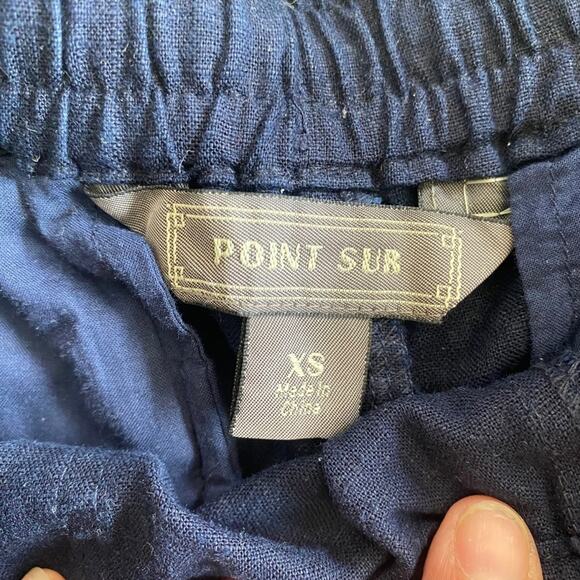 POINT SUR
XS
Made in
China